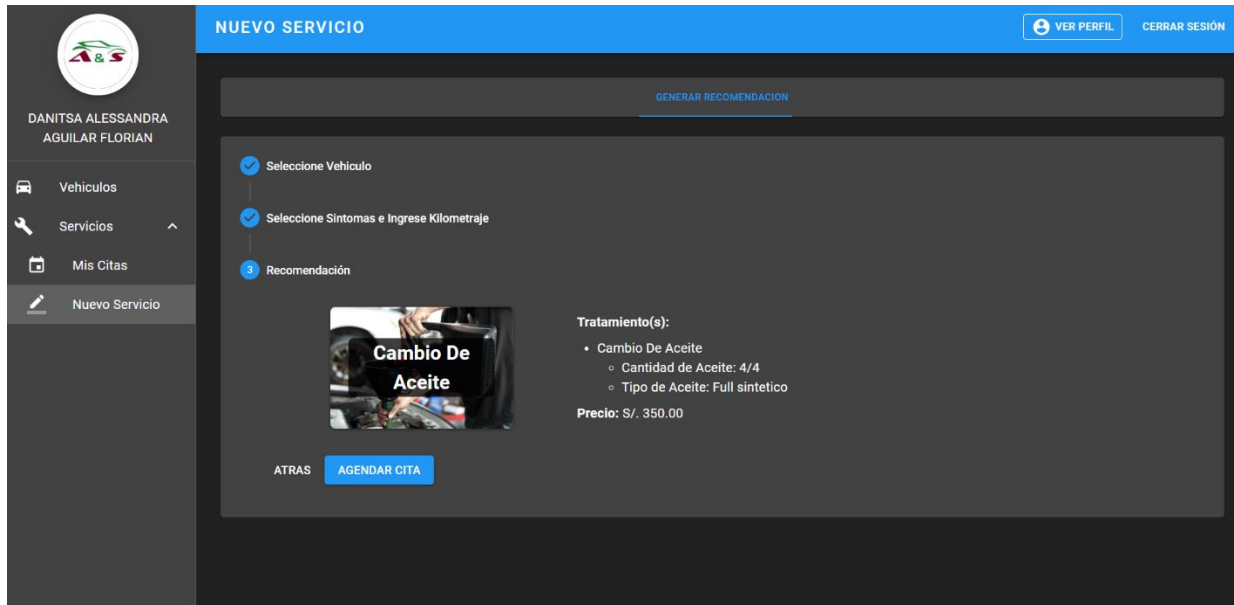 A & S
DANITSA ALESSANDRA
AGUILAR FLORIAN
Vehiculos
Servicios
Mis Citas
Nuevo Servicio
NUEVO SERVICIO
VER PERFIL
CERRAR SESIÓN
GENERAR RECOMENDACION
Seleccione Vehiculo
Seleccione Sintomas e Ingrese Kilometraje
3 Recomendación
Cambio De
Aceite
Tratamiento(s):
• Cambio De Aceite
◦ Cantidad de Aceite: 4/4
◦ Tipo de Aceite: Full sintetico
Precio: S/. 350.00
ATRAS
AGENDAR CITA